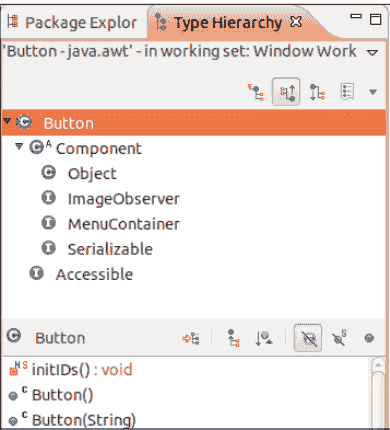 Package Explor Type Hierarchy
'Button - java.awt' - in working set: Window Work
Button
Component
Object
ImageObserver
MenuContainer
Serializable
Accessible
Button
initIDs() : void
Button()
Button(String)